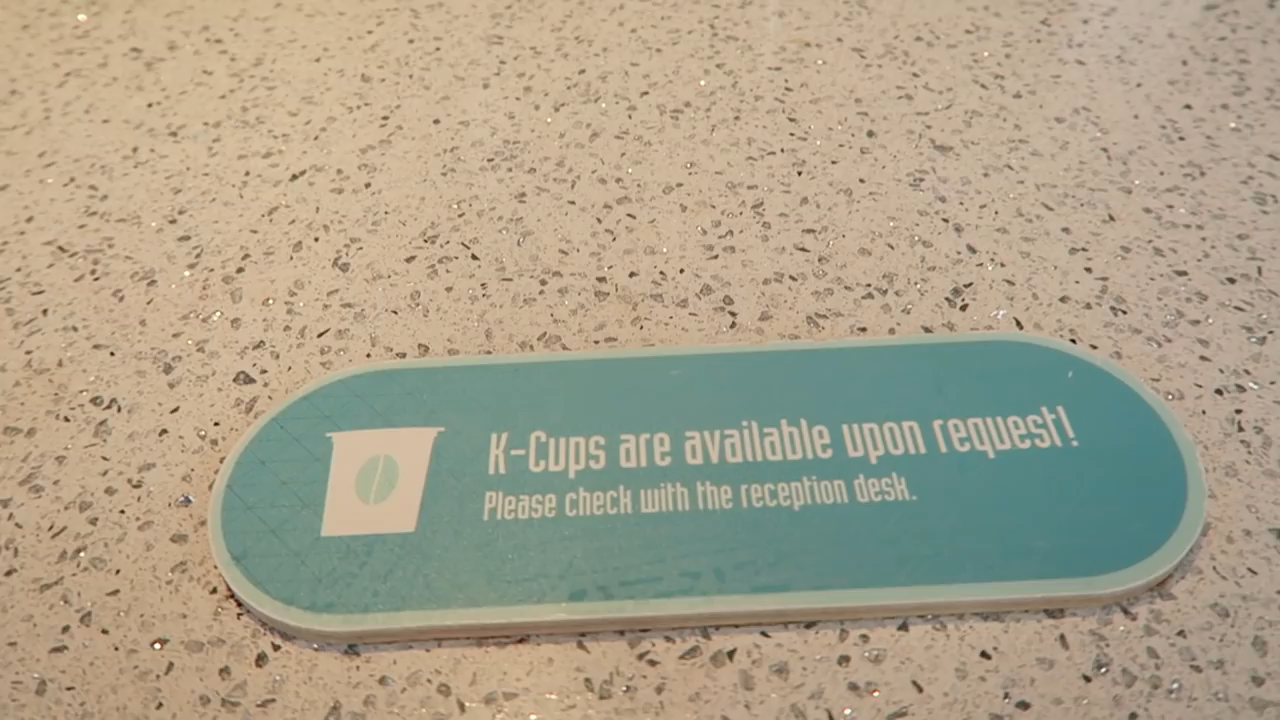 K-Cups are available upon request!
Please check with the reception desk.